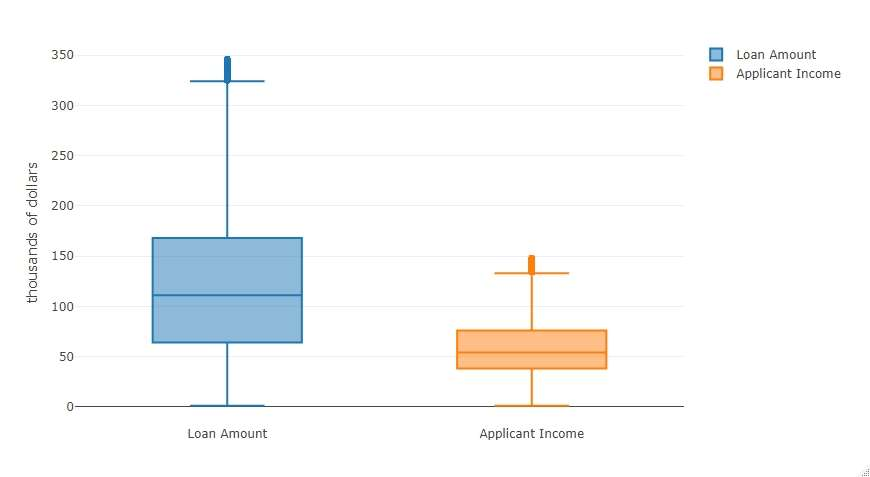 350
300
250
200
150
100
50
0
thousands of dollars
Loan Amount
Applicant Income
Loan Amount
Applicant Income